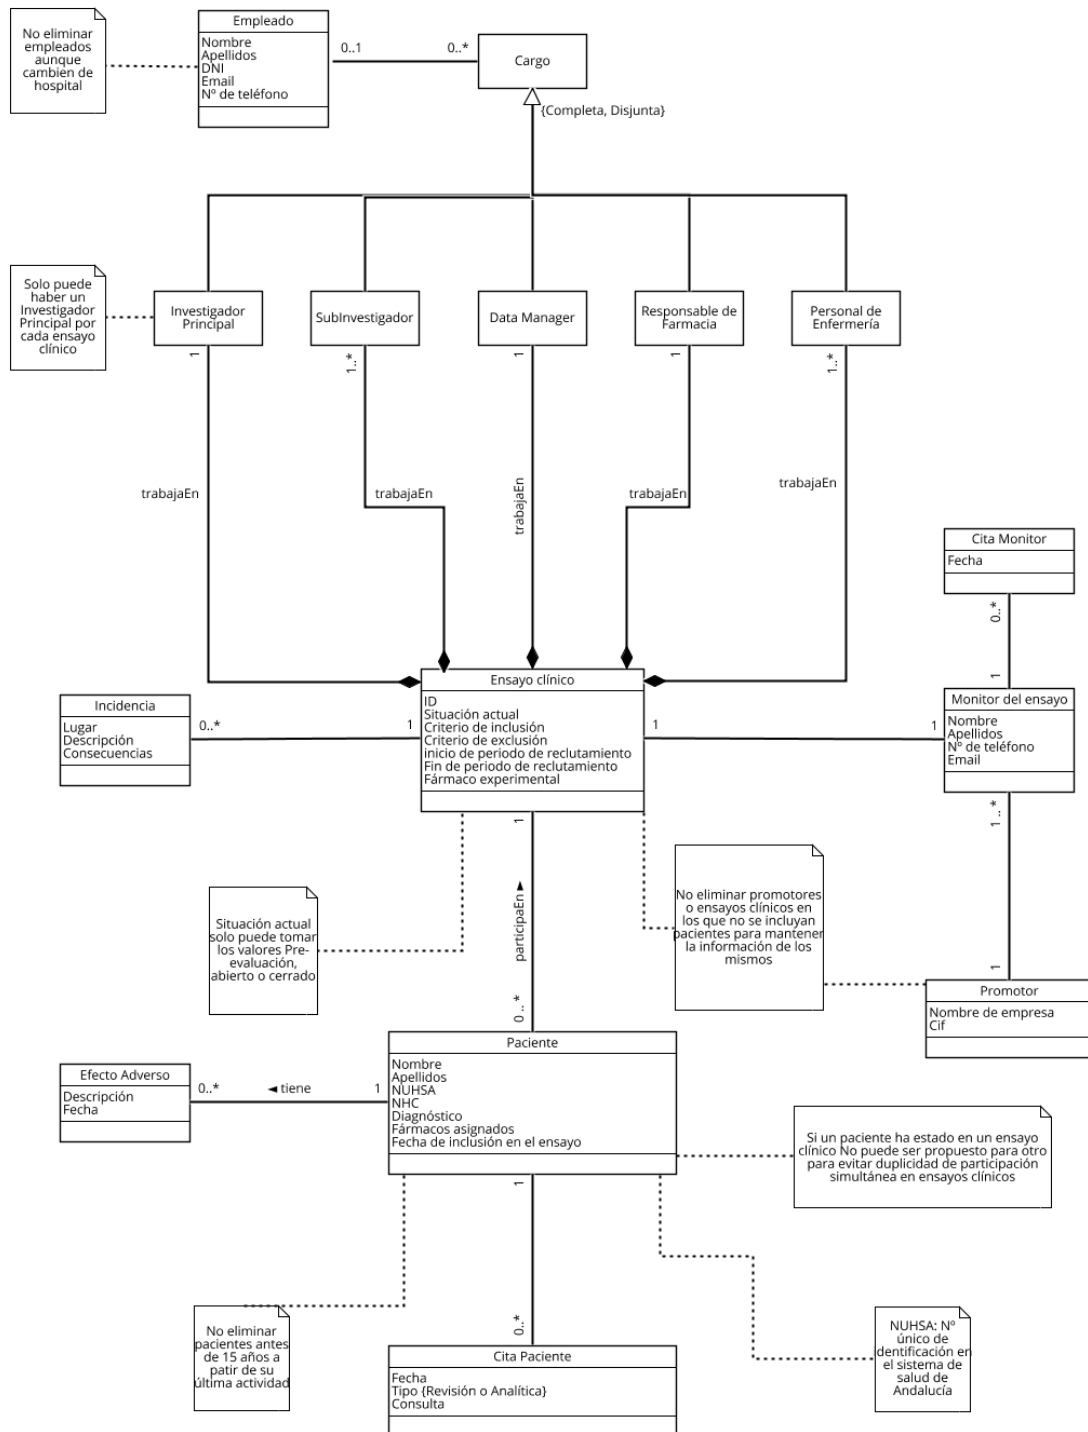 No eliminar
empleados
aunque
cambien de
hospital
Empleado
Nombre
Apellidos
DNI
Email
Nº de teléfono
0..1
0..*
Cargo
{Completa, Disjunta}
Solo puede
haber un
Investigador
Principal por
cada ensayo
clínico
Investigador
Principal
SubInvestigador
Data Manager
Responsable de
Farmacia
Personal de
Enfermería
1
1..*
1
1
1..*
trabajaEn
trabajaEn
trabajaEn
trabajaEn
trabajaEn
Cita Monitor
Fecha
0..*
1
Incidencia
Lugar
Descripción
Consecuencias
0..*
1
Ensayo clínico
ID
Situación actual
Criterio de inclusión
Criterio de exclusión
inicio de periodo de reclutamiento
Fin de periodo de reclutamiento
Fármaco experimental
1
1
Monitor del ensayo
Nombre
Apellidos
Nº de teléfono
Email
1 .. *
1
1
participaEn ►
0 .. *
Situación actual
solo puede tomar
los valores Pre-
evaluación,
abierto o cerrado
No eliminar promotores
o ensayos clínicos en
los que no se incluyan
pacientes para mantener
la información de los
mismos
Promotor
Nombre de empresa
Cif
Paciente
Nombre
Apellidos
NUHSA
NHC
Diagnóstico
Fármacos asignados
Fecha de inclusión en el ensayo
Efecto Adverso
Descripción
Fecha
0..*
◄ tiene
1
Si un paciente ha estado en un ensayo
clínico No puede ser propuesto para otro
para evitar duplicidad de participación
simultánea en ensayos clínicos
1
0..*
No eliminar
pacientes antes
de 15 años a
patir de su
última actividad
NUHSA: Nº
único de
dentificación en
el sistema de
salud de
Andalucía
Cita Paciente
Fecha
Tipo {Revisión o Analítica}
Consulta